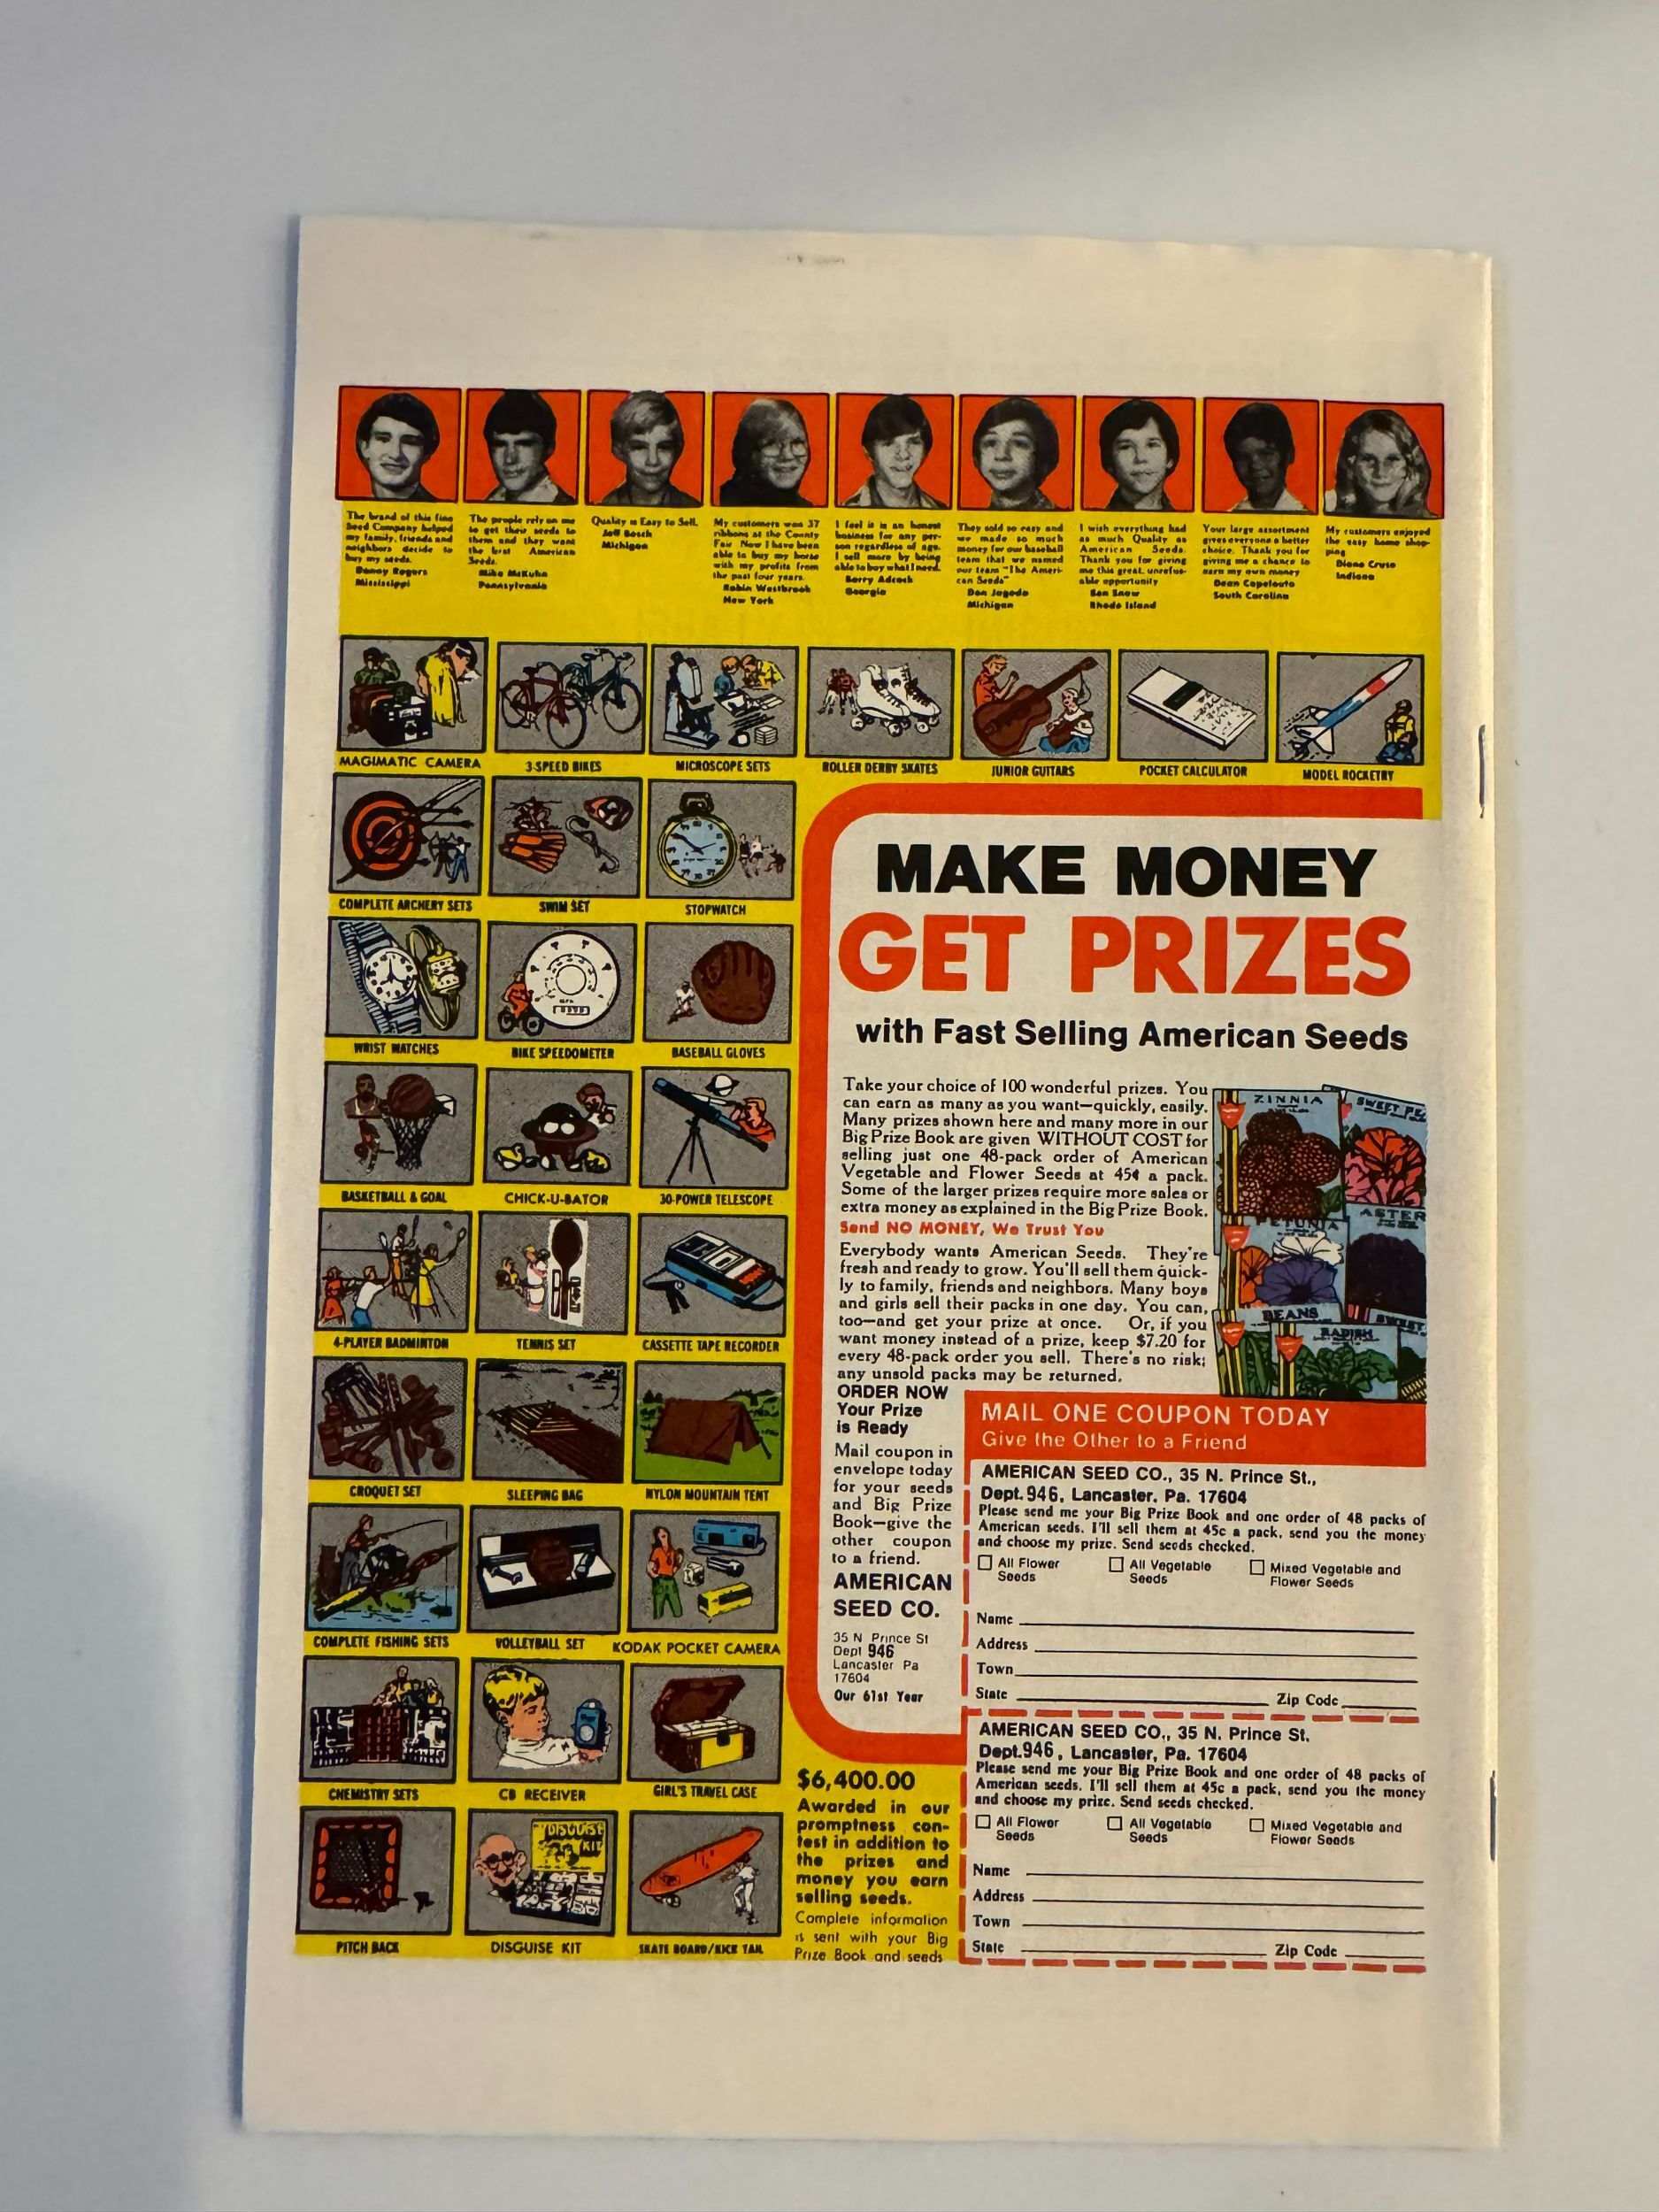 The brand of this fine
Seed Company helped
my family, friends and
neighbors decide to
buy my seeds.
Danny Rogers
Mississippi
The people rely on me
to get their seeds to
them and they want
the best American
Seeds.
Mike McKuhn
Pennsylvania
Quality is Easy to Sell.
Jeff Bosch
Michigan
My customers won 37
ribbons at the County
Fair. Now I have been
able to buy my horse
with my profits from
the past four years.
Robin Westbrook
New York
I feel it is an honest
business for any per-
son regardless of age.
I sell more by being
able to buy what I need.
Barry Adcock
Georgia
They sold so easy and
we made so much
money for our baseball
team that we named
our team "The Ameri-
can Seeds"
Don Jagoda
Michigan
I wish everything had
as much Quality as
American Seeds.
Thank you for giving
me this great, unrefus-
able opportunity
Ben Snow
Rhode Island
Your large assortment
gives everyone a better
choice. Thank you for
giving me a chance to
earn my own money
Dean Capelouto
South Carolina
My customers enjoyed
the easy home shop-
ping
Diana Cruse
Indiana
MAGIMATIC CAMERA
3-SPEED BIKES
MICROSCOPE SETS
ROLLER DERBY SKATES
JUNIOR GUITARS
POCKET CALCULATOR
MODEL ROCKETRY
COMPLETE ARCHERY SETS
SWIM SET
STOPWATCH
WRIST WATCHES
BIKE SPEEDOMETER
BASEBALL GLOVES
BASKETBALL & GOAL
CHICK-U-BATOR
30-POWER TELESCOPE
4-PLAYER BADMINTON
TENNIS SET
CASSETTE TAPE RECORDER
CROQUET SET
SLEEPING BAG
NYLON MOUNTAIN TENT
COMPLETE FISHING SETS
VOLLEYBALL SET
KODAK POCKET CAMERA
CHEMISTRY SETS
CB RECEIVER
GIRL'S TRAVEL CASE
DISGUISE
KIT
PITCH BACK
DISGUISE KIT
SKATE BOARD/KICK TAIL
MAKE MONEY
GET PRIZES
with Fast Selling American Seeds
Take your choice of 100 wonderful prizes. You
can earn as many as you want—quickly, easily.
Many prizes shown here and many more in our
Big Prize Book are given WITHOUT COST for
selling just one 48-pack order of American
Vegetable and Flower Seeds at 45¢ a pack.
Some of the larger prizes require more sales or
extra money as explained in the Big Prize Book.
Send NO MONEY, We Trust You
Everybody wants American Seeds. They're
fresh and ready to grow. You'll sell them quick-
ly to family, friends and neighbors. Many boys
and girls sell their packs in one day. You can,
too—and get your prize at once. Or, if you
want money instead of a prize, keep $7.20 for
every 48-pack order you sell. There's no risk;
any unsold packs may be returned.
ZINNIA
SWEET PE
PETUNIA
ASTER
BEANS
RADISH
SWEET
ORDER NOW
Your Prize
is Ready
Mail coupon in
envelope today
for your seeds
and Big Prize
Book—give the
other coupon
to a friend.
AMERICAN
SEED CO.
35 N Prince St
Dept 946
Lancaster Pa
17604
Our 61st Year
$6,400.00
Awarded in our
promptness con-
test in addition to
the prizes and
money you earn
selling seeds.
Complete information
is sent with your Big
Prize Book and seeds
MAIL ONE COUPON TODAY
Give the Other to a Friend
AMERICAN SEED CO., 35 N. Prince St.,
Dept. 946, Lancaster, Pa. 17604
Please send me your Big Prize Book and one order of 48 packs of
American seeds. I'll sell them at 45c a pack, send you the money
and choose my prize. Send seeds checked.
All Flower
Seeds
All Vegetable
Seeds
Mixed Vegetable and
Flower Seeds
Name
Address
Town
State Zip Code
AMERICAN SEED CO., 35 N. Prince St.
Dept. 946, Lancaster, Pa. 17604
Please send me your Big Prize Book and one order of 48 packs of
American seeds. I'll sell them at 45c a pack, send you the money
and choose my prize. Send seeds checked.
All Flower
Seeds
All Vegetable
Seeds
Mixed Vegetable and
Flower Seeds
Name
Address
Town
State Zip Code